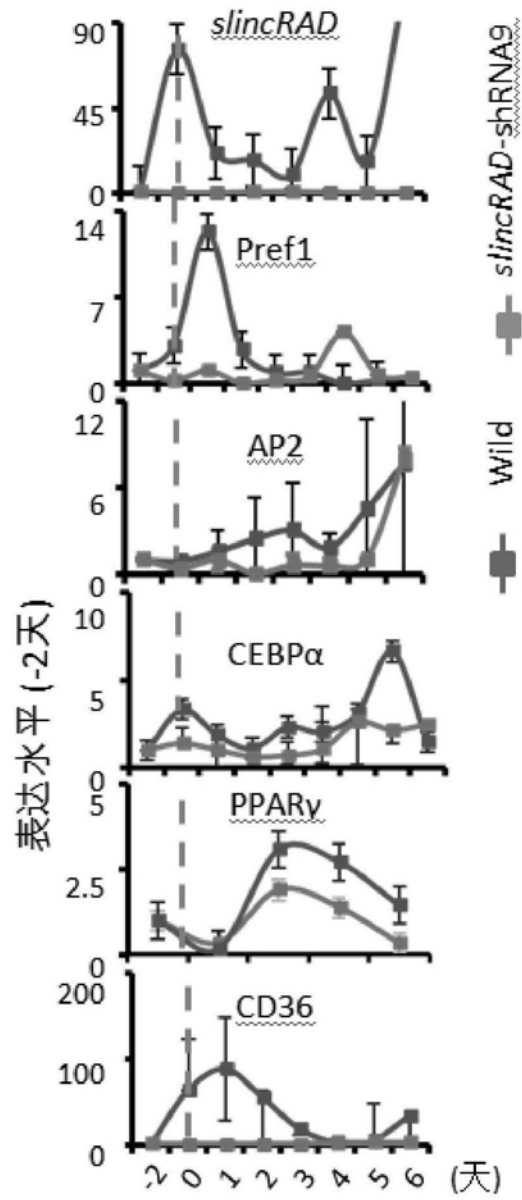 slincRAD
90
45
0
Pref1
14
7
0
AP2
12
6
0
CEBPα
10
5
0
PPARγ
5
2.5
0
CD36
200
100
0
-2 0 1 2 3 4 5 6 (天)
表达水平 (-2天)
slincRAD-shRNA9
Wild